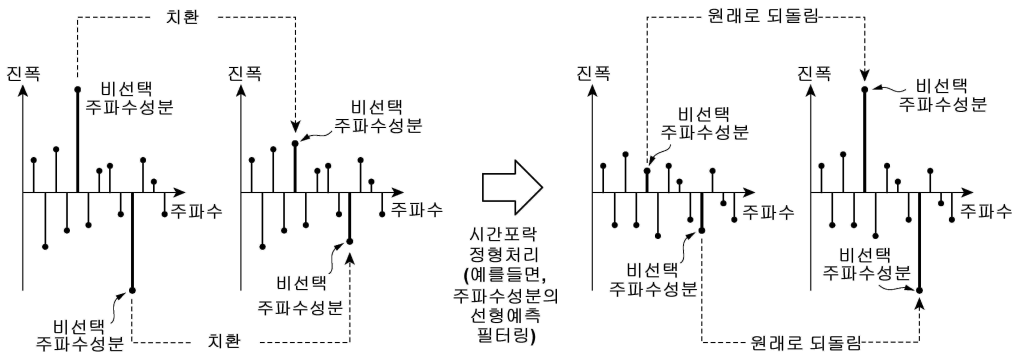 치환
진폭
비선택
주파수성분
주파수
비선택
주파수성분
진폭
비선택
주파수성분
주파수
비선택
주파수성분
치환
시간포락
정형처리
(예를들면,
주파수성분의
선형예측
필터링)
원래로 되돌림
진폭
비선택
주파수성분
주파수
비선택
주파수성분
진폭
비선택
주파수성분
주파수
비선택
주파수성분
원래로 되돌림